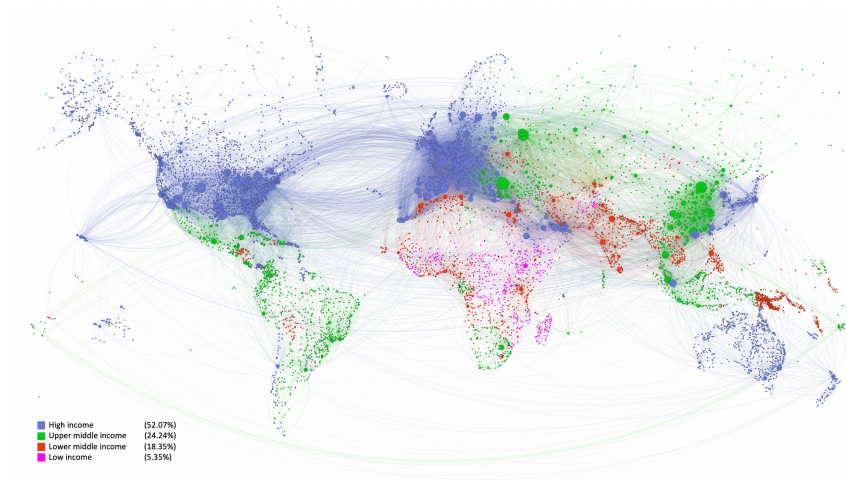 High income (52.07%)
Upper middle income (24.24%)
Lower middle income (18.35%)
Low income (5.35%)